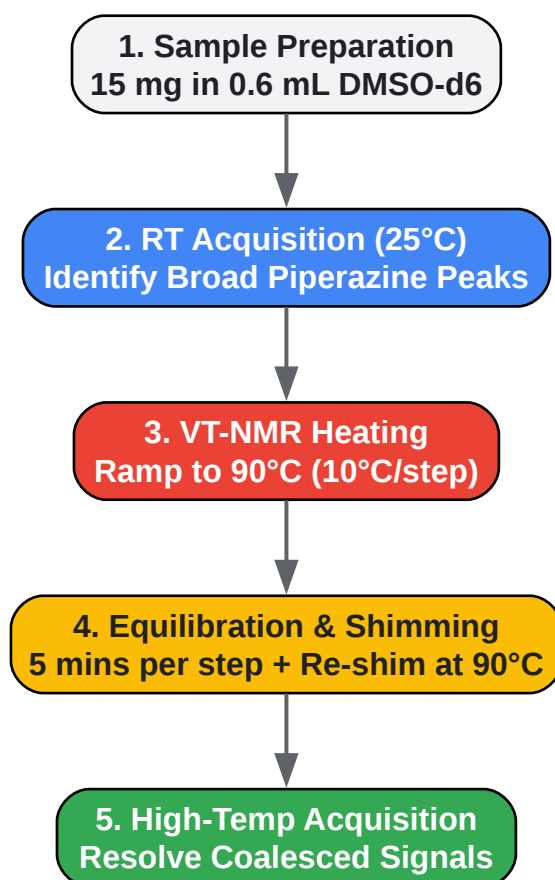 1. Sample Preparation
15 mg in 0.6 mL DMSO-d6
2. RT Acquisition (25°C)
Identify Broad Piperazine Peaks
3. VT-NMR Heating
Ramp to 90°C (10°C/step)
4. Equilibration & Shimming
5 mins per step + Re-shim at 90°C
5. High-Temp Acquisition
Resolve Coalesced Signals